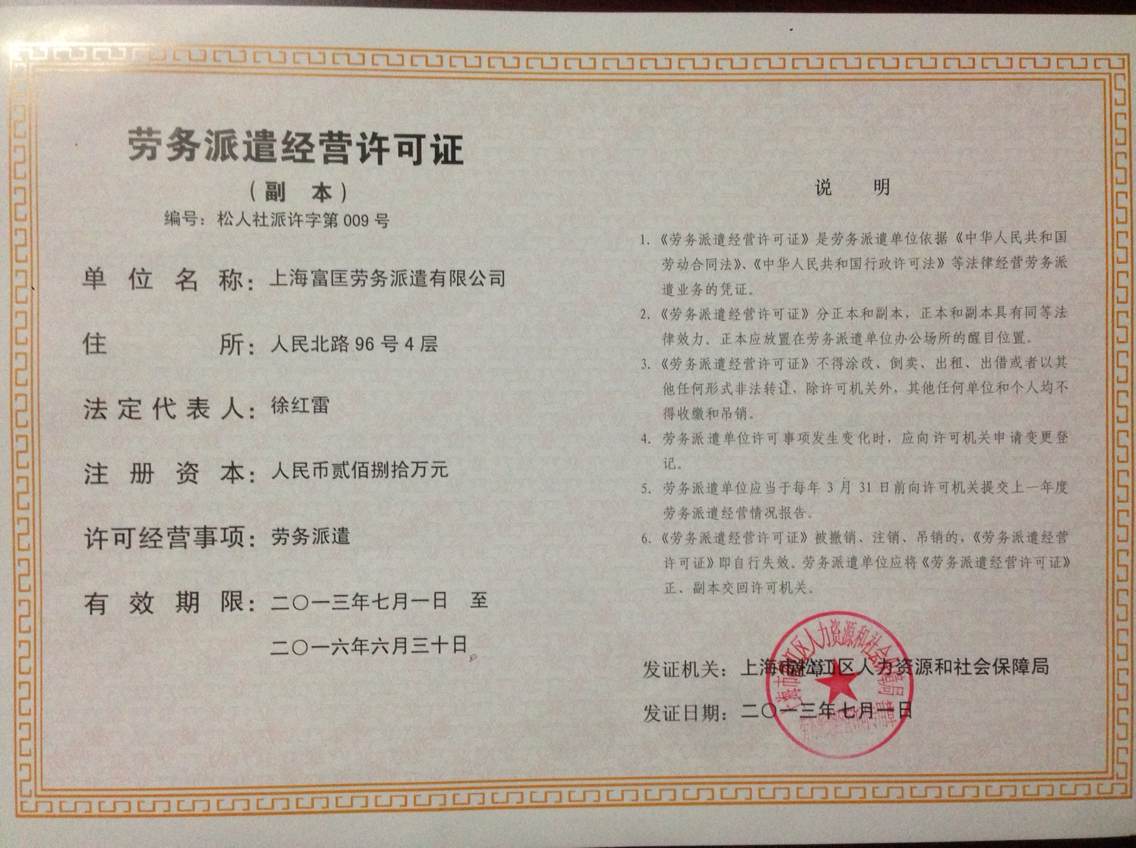 劳务派遣经营许可证
（副 本）
编号：松人社派许字第 009 号
单位名称：上海富匡劳务派遣有限公司
住 所：人民北路 96 号 4 层
法定代表人：徐红雷
注册资本：人民币贰佰捌拾万元
许可经营事项：劳务派遣
有效期限：二〇一三年七月一日 至
二〇一六年六月三十日
说 明
1.《劳务派遣经营许可证》是劳务派遣单位依据《中华人民共和国
劳动合同法》、《中华人民共和国行政许可法》等法律经营劳务派
遣业务的凭证。
2.《劳务派遣经营许可证》分正本和副本，正本和副本具有同等法
律效力。正本应放置在劳务派遣单位办公场所的醒目位置。
3.《劳务派遣经营许可证》不得涂改、倒卖、出租、出借或者以其
他任何形式非法转让，除许可机关外，其他任何单位和个人均不
得收缴和吊销。
4. 劳务派遣单位许可事项发生变化时，应向许可机关申请变更登
记。
5. 劳务派遣单位应当于每年 3 月 31 日前向许可机关提交上一年度
劳务派遣经营情况报告。
6.《劳务派遣经营许可证》被撤销、注销、吊销的，《劳务派遣经营
许可证》即自行失效。劳务派遣单位应将《劳务派遣经营许可证》
正、副本交回许可机关。
发证机关：上海市松江区人力资源和社会保障局
发证日期：二〇一三年七月一日
上海市松江区人力资源和社会保障局